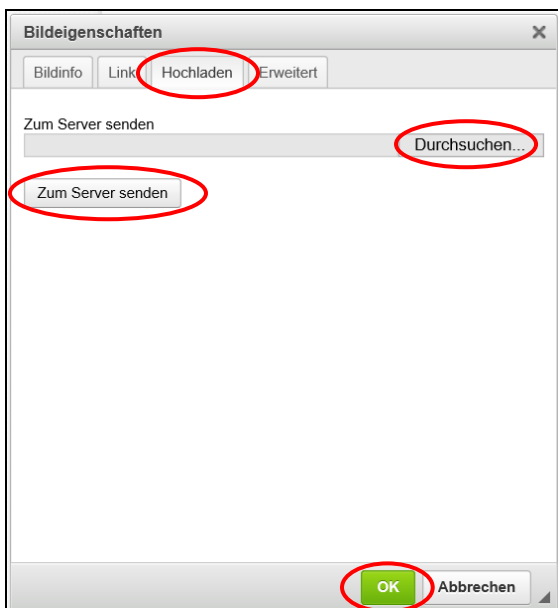 Bildeigenschaften
Bildinfo Link Hochladen Erweitert
Zum Server senden
Durchsuchen...
Zum Server senden
OK Abbrechen